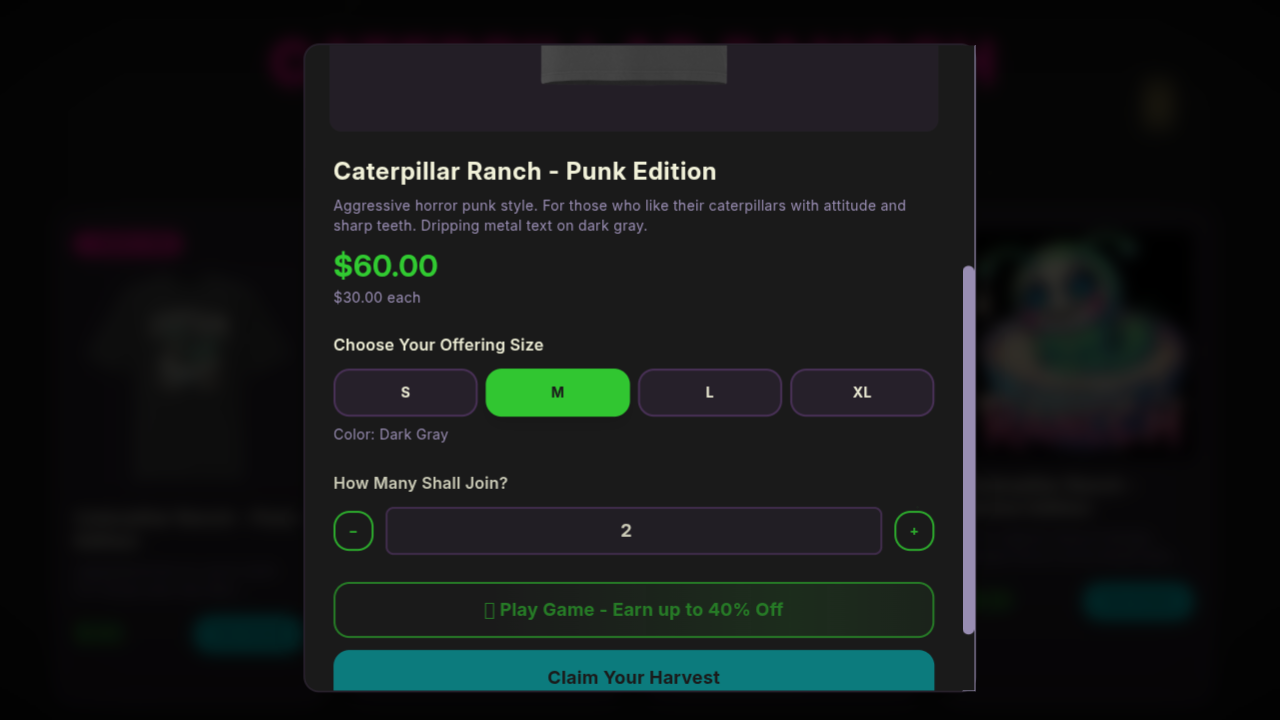 Caterpillar Ranch - Punk Edition
Aggressive horror punk style. For those who like their caterpillars with attitude and
sharp teeth. Dripping metal text on dark gray.
$60.00
$30.00 each
Choose Your Offering Size
S M L XL
Color: Dark Gray
How Many Shall Join?
− 2 +
Play Game - Earn up to 40% Off
Claim Your Harvest